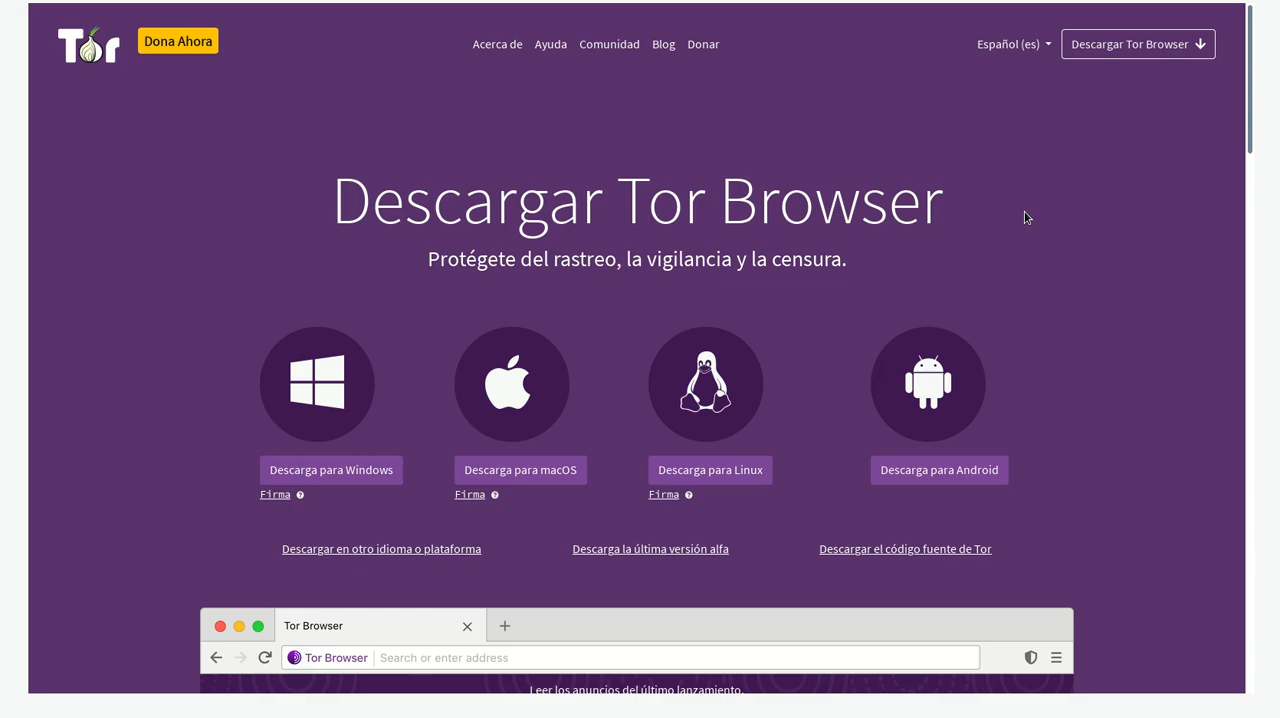 Tor
Dona Ahora
Acerca de
Ayuda
Comunidad
Blog
Donar
Español (es)
Descargar Tor Browser
Descargar Tor Browser
Protégete del rastreo, la vigilancia y la censura.
Descarga para Windows
Descarga para macOS
Descarga para Linux
Descarga para Android
Firma
Firma
Firma
Descargar en otro idioma o plataforma
Descarga la última versión alfa
Descargar el código fuente de Tor
Tor Browser
Tor Browser
Search or enter address
Leer los anuncios del último lanzamiento.